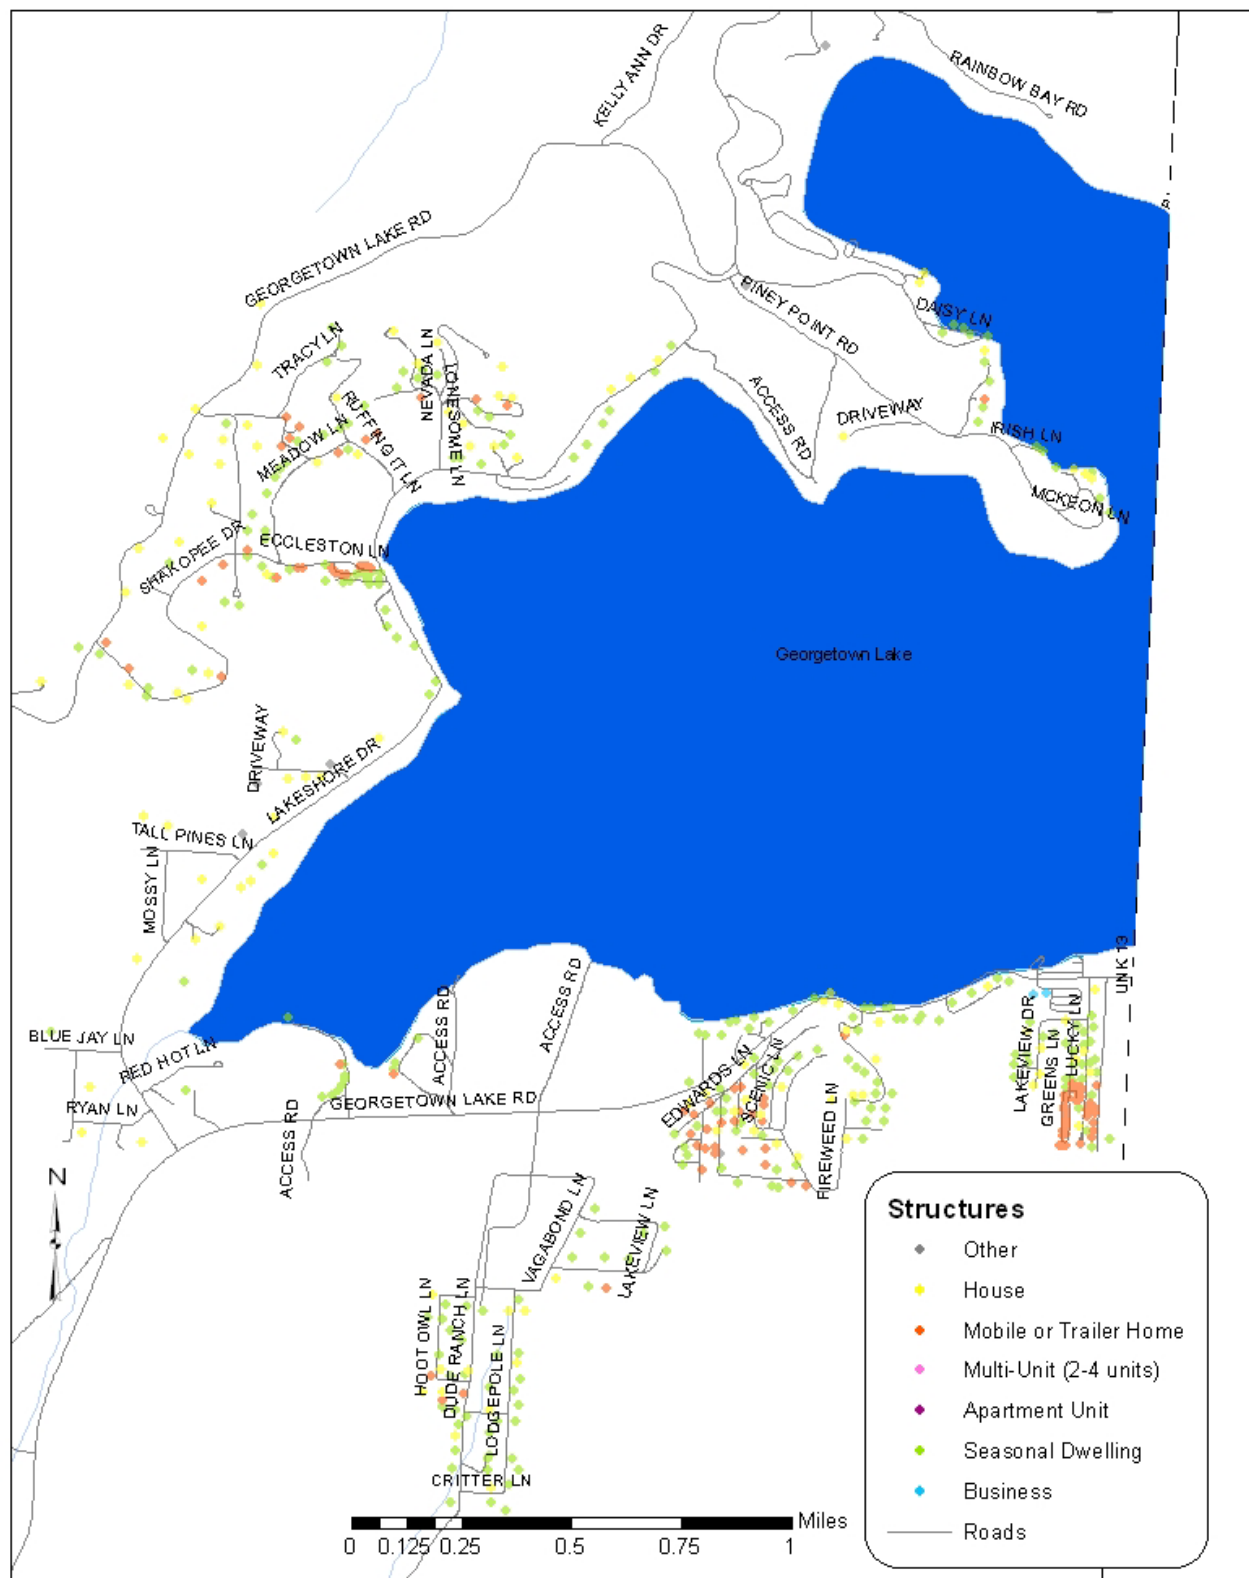 KELLY ANN DR
RAINBOW BAY RD
GEORGETOWN LAKE RD
PINEY POINT RD
DAISY LN
TRACY LN
NEVADA LN
LONESOME LN
RUFFING IT LN
MEADOW LN
ACCESS RD
DRIVEWAY
IRISH LN
MCKEON LN
SHAKOPEE DR
ECCLESTON LN
Georgetown Lake
DRIVEWAY
LAKESHORE DR
TALL PINES LN
MOSSY LN
BLUE JAY LN
RED HOT LN
RYAN LN
ACCESS RD
ACCESS RD
ACCESS RD
GEORGETOWN LAKE RD
EDWARDS LN
SCENIC LN
FIREWEED LN
LAKEVIEW DR
GREENS LN
LUCKY LN
UNK 13
N
VAGABOND LN
LAKEVIEW LN
HOOT OWL LN
DUDE RANCH LN
LODGEPOLE LN
CRITTER LN
Structures
Other
House
Mobile or Trailer Home
Multi-Unit (2-4 units)
Apartment Unit
Seasonal Dwelling
Business
Roads
Miles
0 0.125 0.25 0.5 0.75 1